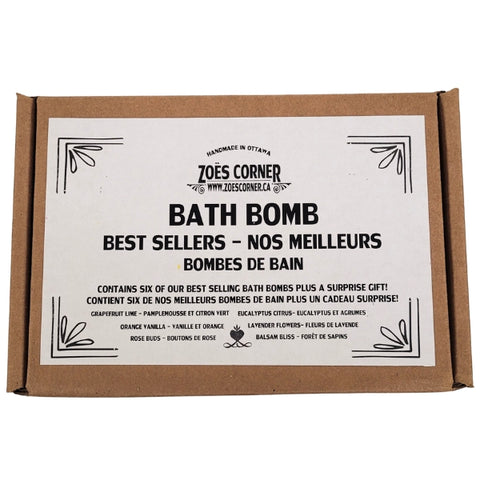 HANDMADE IN OTTAWA
ZOËS CORNER
WWW.ZOESCORNER.CA
BATH BOMB
BEST SELLERS - NOS MEILLEURS
BOMBES DE BAIN
CONTAINS SIX OF OUR BEST SELLING BATH BOMBS PLUS A SURPRISE GIFT!
CONTIENT SIX DE NOS MEILLEURS BOMBES DE BAIN PLUS UN CADEAU SURPRISE!
GRAPEFRUIT LIME - PAMPLEMOUSSE ET CITRON VERT EUCALYPTUS CITRUS- EUCALYPTUS ET AGRUMES
ORANGE VANILLA - VANILLE ET ORANGE LAVENDER FLOWERS- FLEURS DE LAVENDE
ROSE BUDS - BOUTONS DE ROSE BALSAM BLISS - FORÊT DE SAPINS